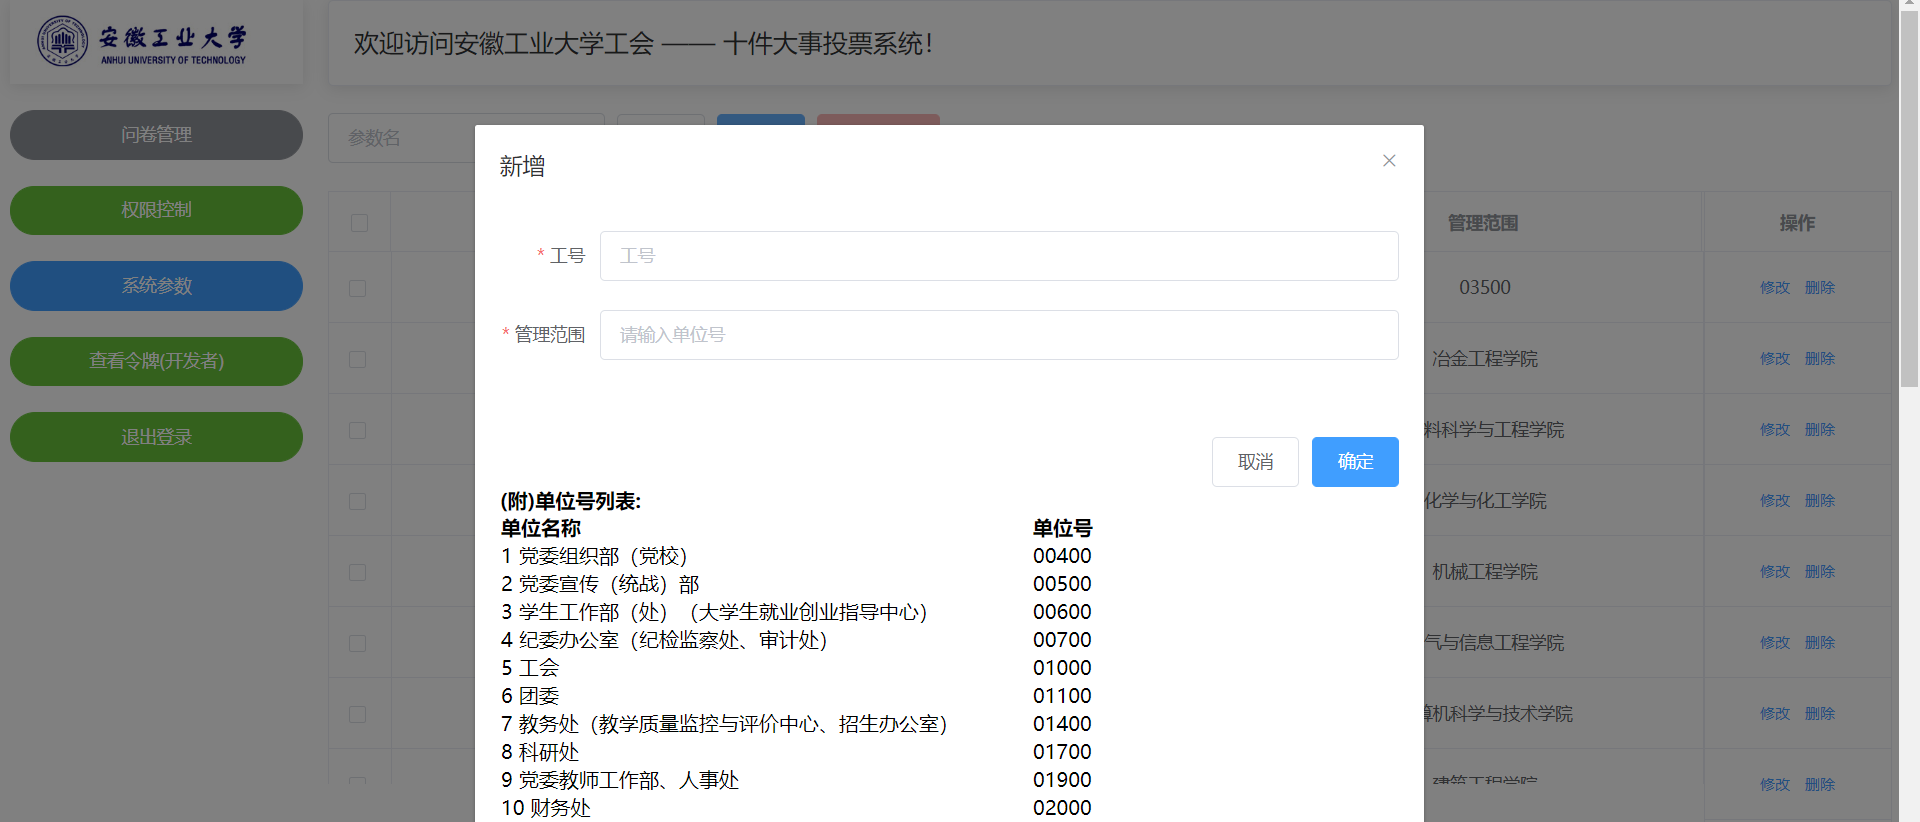 安徽工业大学
ANHUI UNIVERSITY OF TECHNOLOGY
欢迎访问安徽工业大学工会 —— 十件大事投票系统!
问卷管理
权限控制
系统参数
查看令牌(开发者)
退出登录
参数名
管理范围 操作
03500 修改 删除
冶金工程学院 修改 删除
料科学与工程学院 修改 删除
化学与化工学院 修改 删除
机械工程学院 修改 删除
气与信息工程学院 修改 删除
算机科学与技术学院 修改 删除
建筑工程学院 修改 删除
新增
* 工号 工号
* 管理范围 请输入单位号
取消 确定
(附)单位号列表:
单位名称 单位号
1 党委组织部（党校） 00400
2 党委宣传（统战）部 00500
3 学生工作部（处）（大学生就业创业指导中心） 00600
4 纪委办公室（纪检监察处、审计处） 00700
5 工会 01000
6 团委 01100
7 教务处（教学质量监控与评价中心、招生办公室） 01400
8 科研处 01700
9 党委教师工作部、人事处 01900
10 财务处 02000